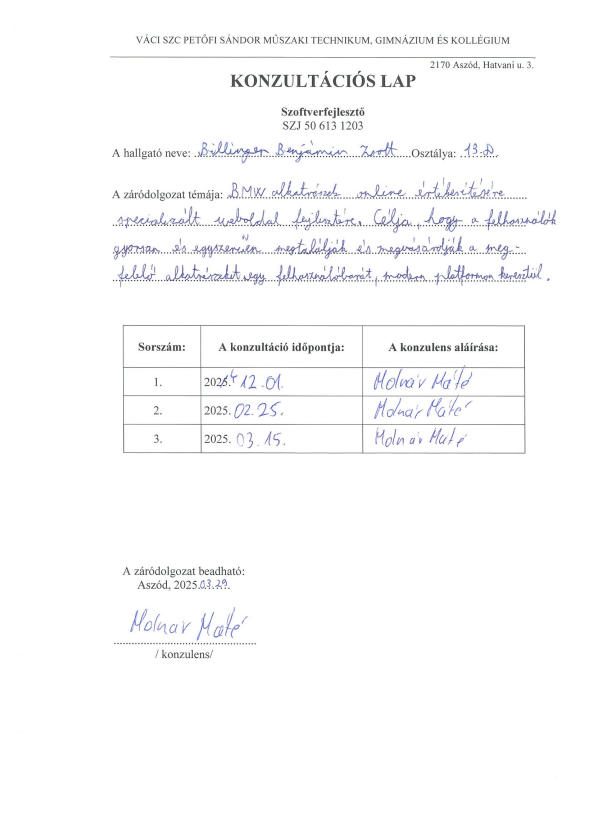 VÁCI SZC PETŐFI SÁNDOR MŰSZAKI TECHNIKUM, GIMNÁZIUM ÉS KOLLÉGIUM
2170 Aszód, Hatvani u. 3.
KONZULTÁCIÓS LAP
Szoftverfejlesztő
SZJ 50 613 1203
A hallgató neve: Billinger Benjámin Zsolt Osztálya: 13.D.
A záródolgozat témája: BMW alkatrészek online értékesítésére
specializált weboldal fejlesztése. Célja, hogy a felhasználók
gyorsan és egyszerűen megtalálják és megvásárolják a meg-
felelő alkatrészeket egy felhasználóbarát, modern platformon keresztül.
Sorszám: A konzultáció időpontja: A konzulens aláírása:
1. 2024. 12.01. Molnár Máté
2. 2025. 02.25. Molnár Máté
3. 2025. 03.15. Molnár Máté
A záródolgozat beadható:
Aszód, 2025.03.29.
Molnár Máté
/ konzulens/